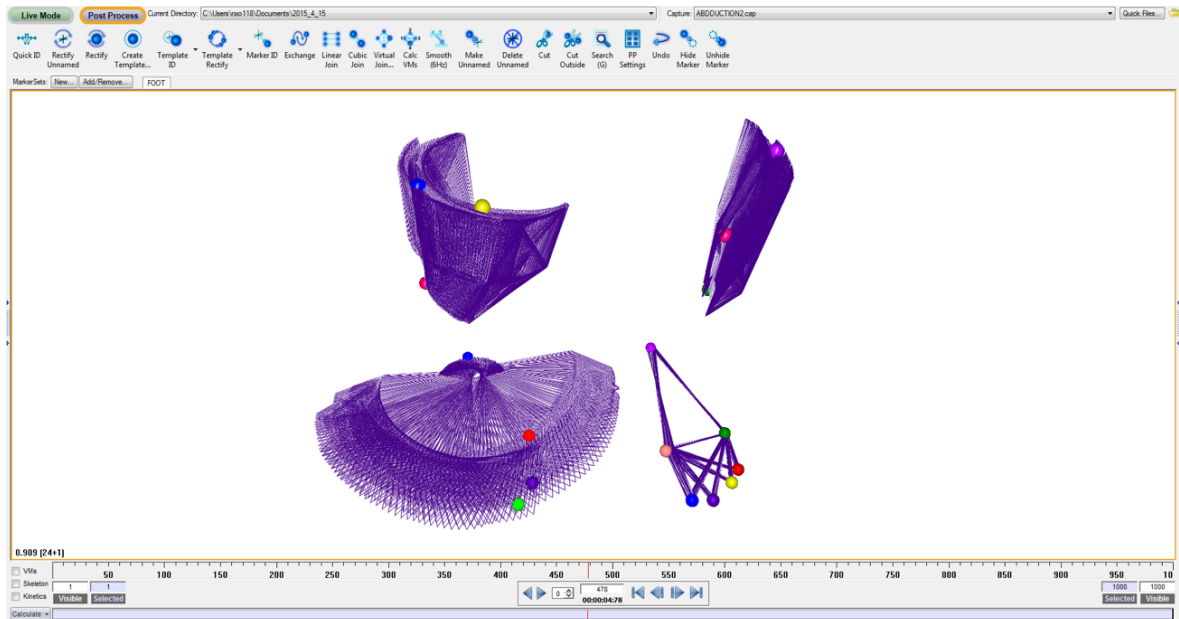 Live Mode Post Process Current Directory: C:\Users\nxo118\Documents\2015_4_15 Capture: ABDDUCTION2.cap Quick Files...
Quick ID Rectify Unnamed Rectify Create Template... Template ID Template Rectify Marker ID Exchange Linear Join Cubic Join Virtual Join... Calc VMs Smooth (6Hz) Make Unnamed Delete Unnamed Cut Cut Outside Search (G) PP Settings Undo Hide Marker Unhide Marker
MarkerSets: New... Add/Remove... FOOT
0.909 (24+1)
VMs
Skeleton
Kinetics
50 100 150 200 250 300 350 400 450 500 550 600 650 700 750 800 850 900 950 10
1 1 0 478 1000 1000
Visible Selected 00:00:04:78 Selected Visible
Calculate